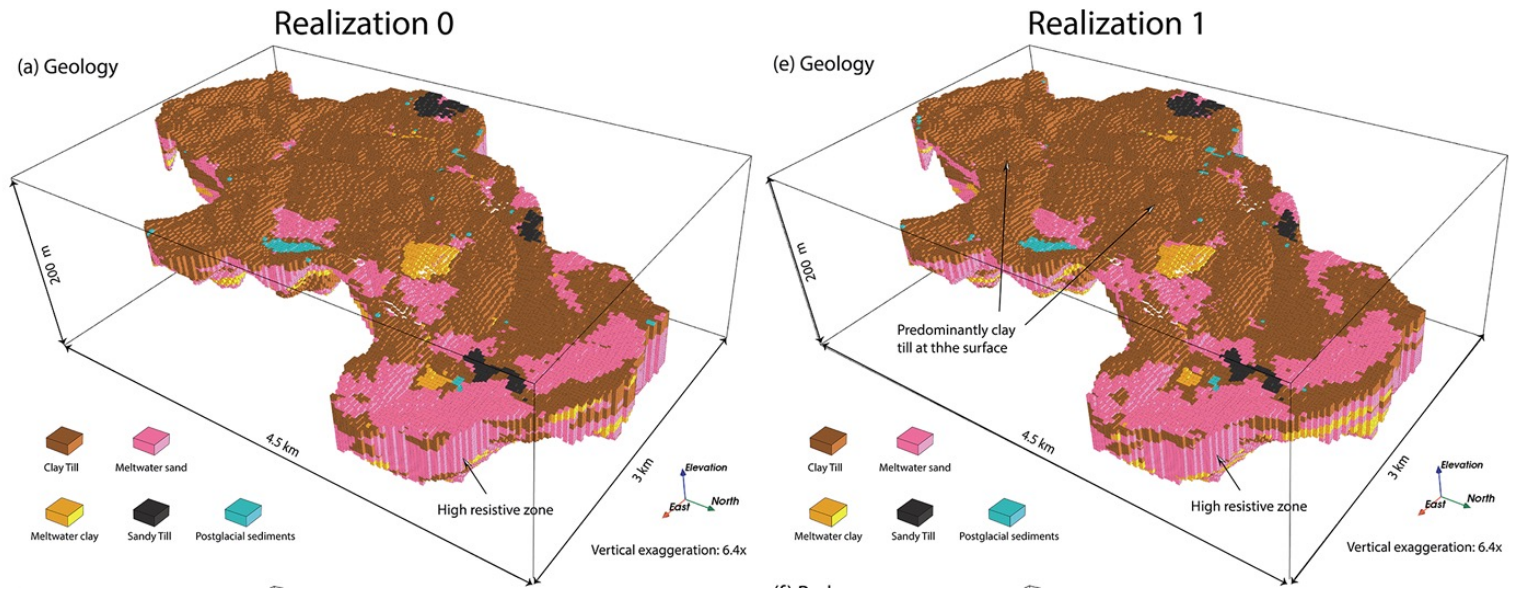 Realization 0
(a) Geology
200 m
4.5 km
3 km
High resistive zone
Clay Till
Meltwater sand
Meltwater clay
Sandy Till
Postglacial sediments
Elevation
North
East
Vertical exaggeration: 6.4x
Realization 1
(e) Geology
200 m
Predominantly clay
till at thhe surface
4.5 km
3 km
High resistive zone
Clay Till
Meltwater sand
Meltwater clay
Sandy Till
Postglacial sediments
Elevation
North
East
Vertical exaggeration: 6.4x